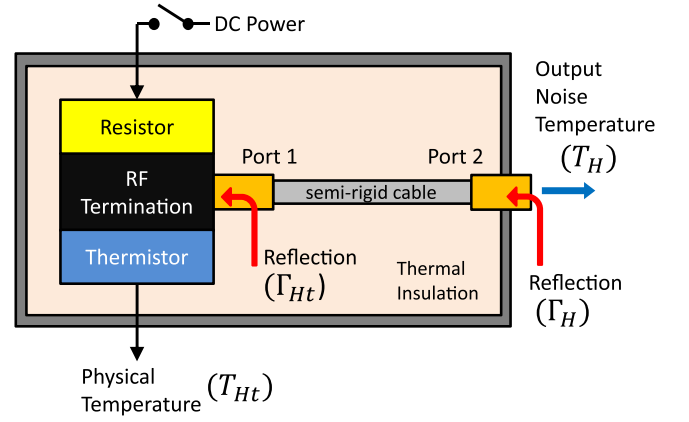 DC Power
Output
Noise
Temperature
(T_H)
Resistor
Port 1
Port 2
RF
Termination
semi-rigid cable
Thermistor
Reflection
(Γ_Ht)
Thermal
Insulation
Reflection
(Γ_H)
Physical
Temperature (T_Ht)